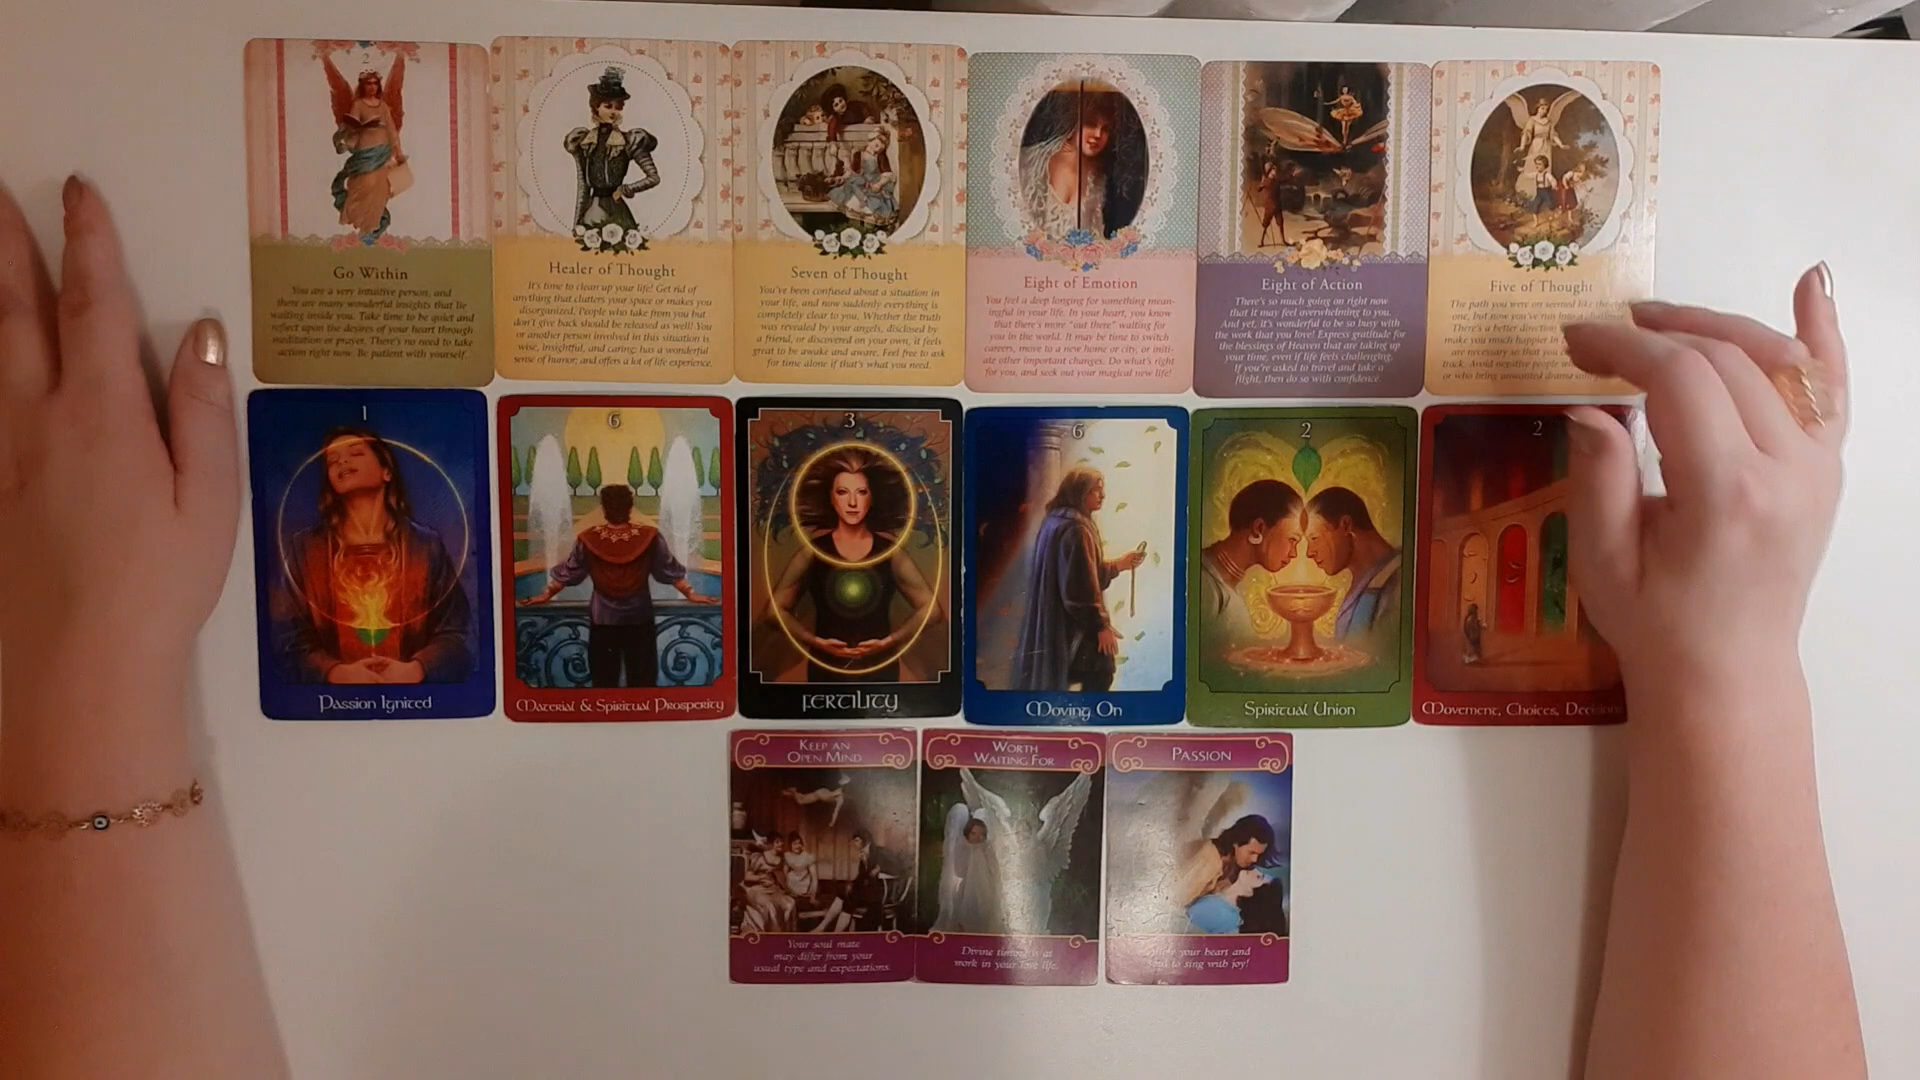 2
Go Within
You are a very intuitive person, and
there are many wonderful insights that lie
waiting inside you. Take time to be quiet and
reflect upon the desires of your heart through
meditation or prayer. There's no need to take
action right now. Be patient with yourself.
Healer of Thought
It's time to clean up your life! Get rid of
anything that clutters your space or makes you
disorganized. People who take from you but
don't give back should be released as well! You
or another person involved in this situation is
wise, insightful, and caring; has a wonderful
sense of humor; and offers a lot of life experience.
Seven of Thought
You've been confused about a situation in
your life, and now suddenly everything is
completely clear to you. Whether the truth
was revealed by your angels, disclosed by
a friend, or discovered on your own, it feels
great to be awake and aware. Feel free to ask
for time alone if that's what you need.
Eight of Emotion
You feel a deep longing for something mean-
ingful in your life. In your heart, you know
that there's more "out there" waiting for
you in the world. It may be time to switch
careers, move to a new home or city, or initi-
ate other important changes. Do what's right
for you, and seek out your magical new life!
Eight of Action
There's so much going on right now
that it may feel overwhelming to you.
And yet, it's wonderful to be so busy with
the work that you love! Express gratitude for
the blessings of Heaven that are taking up
your time, even if life feels challenging.
If you're asked to travel and take a
flight, then do so with confidence.
Five of Thought
The path you were on seemed like the
one, but now you've run into a
There's a better direction
make you much happier in
are necessary so that you
track. Avoid negative people
or who bring unwanted drama
1
Passion Ignited
6
Material & Spiritual Prosperity
3
FERTILITY
6
Moving On
2
Spiritual Union
2
Movement, Choices, Decisions
KEEP AN
OPEN MIND
Your soul mate
may differ from your
usual type and expectations.
WORTH
WAITING FOR
Divine timing is at
work in your love life.
PASSION
your heart and
to sing with joy!